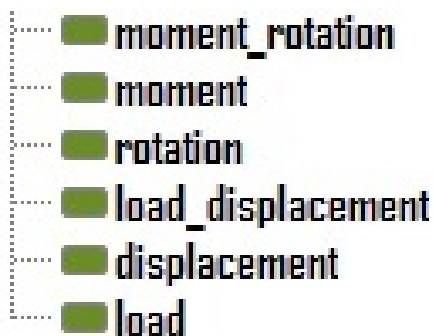 moment_rotation
moment
rotation
load_displacement
displacement
load